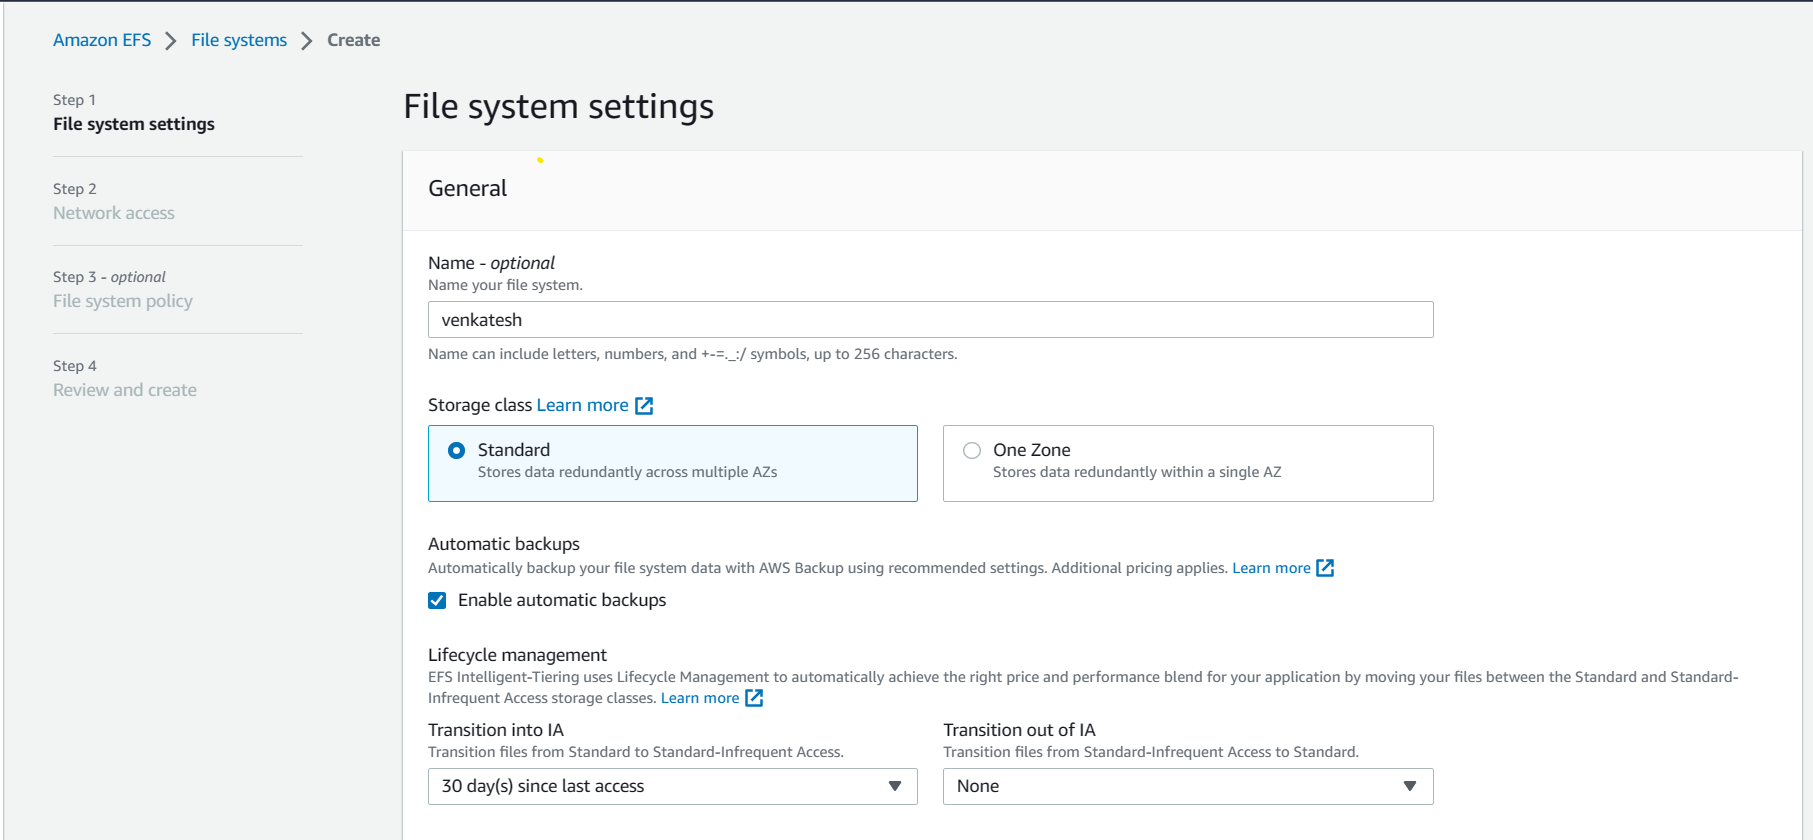 Amazon EFS > File systems > Create
Step 1
File system settings
Step 2
Network access
Step 3 - optional
File system policy
Step 4
Review and create
File system settings
General
Name - optional
Name your file system.
venkatesh
Name can include letters, numbers, and +-=._:/ symbols, up to 256 characters.
Storage class Learn more
Standard
Stores data redundantly across multiple AZs
One Zone
Stores data redundantly within a single AZ
Automatic backups
Automatically backup your file system data with AWS Backup using recommended settings. Additional pricing applies. Learn more
Enable automatic backups
Lifecycle management
EFS Intelligent-Tiering uses Lifecycle Management to automatically achieve the right price and performance blend for your application by moving your files between the Standard and Standard-
Infrequent Access storage classes. Learn more
Transition into IA
Transition files from Standard to Standard-Infrequent Access.
30 day(s) since last access
Transition out of IA
Transition files from Standard-Infrequent Access to Standard.
None